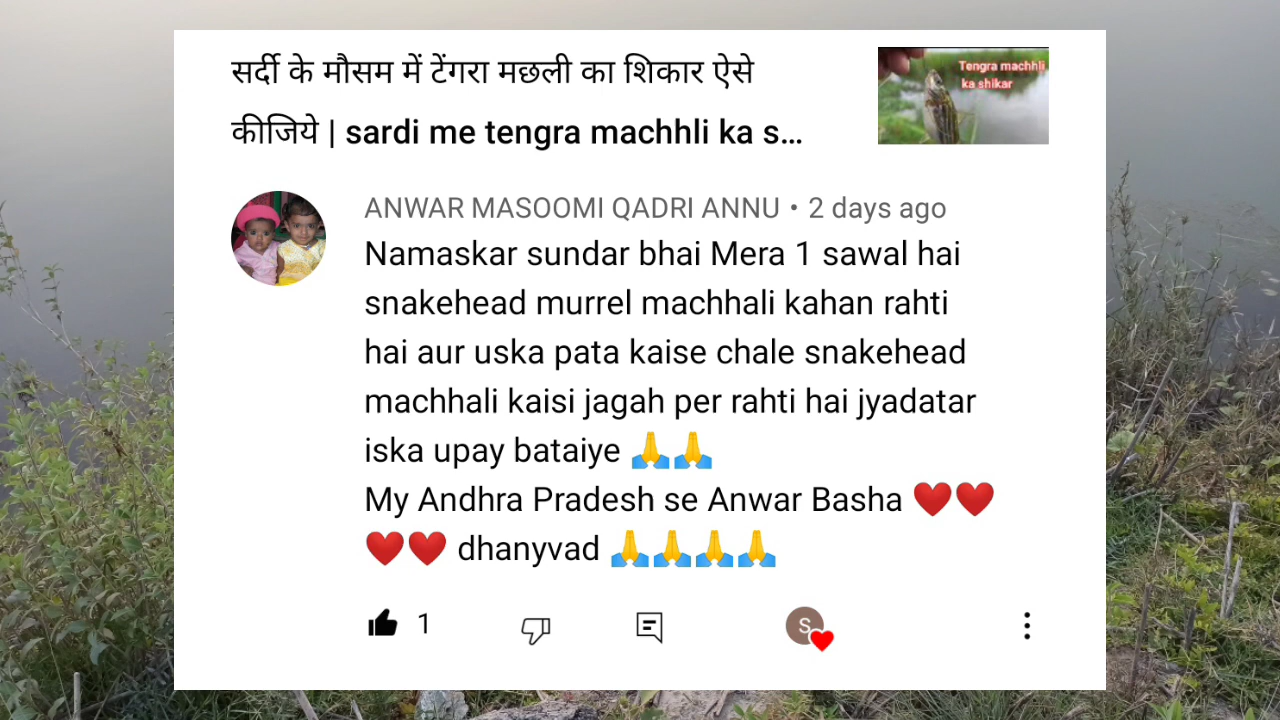 सर्दी के मौसम में टेंगरा मछली का शिकार ऐसे
कीजिये | sardi me tengra machhli ka s...
Tengra machhli
ka shikar
ANWAR MASOOMI QADRI ANNU • 2 days ago
Namaskar sundar bhai Mera 1 sawal hai
snakehead murrel machhali kahan rahti
hai aur uska pata kaise chale snakehead
machhali kaisi jagah per rahti hai jyadatar
iska upay bataiye 🙏🙏
My Andhra Pradesh se Anwar Basha ❤️❤️
❤️❤️ dhanyvad 🙏🙏🙏🙏
1
S